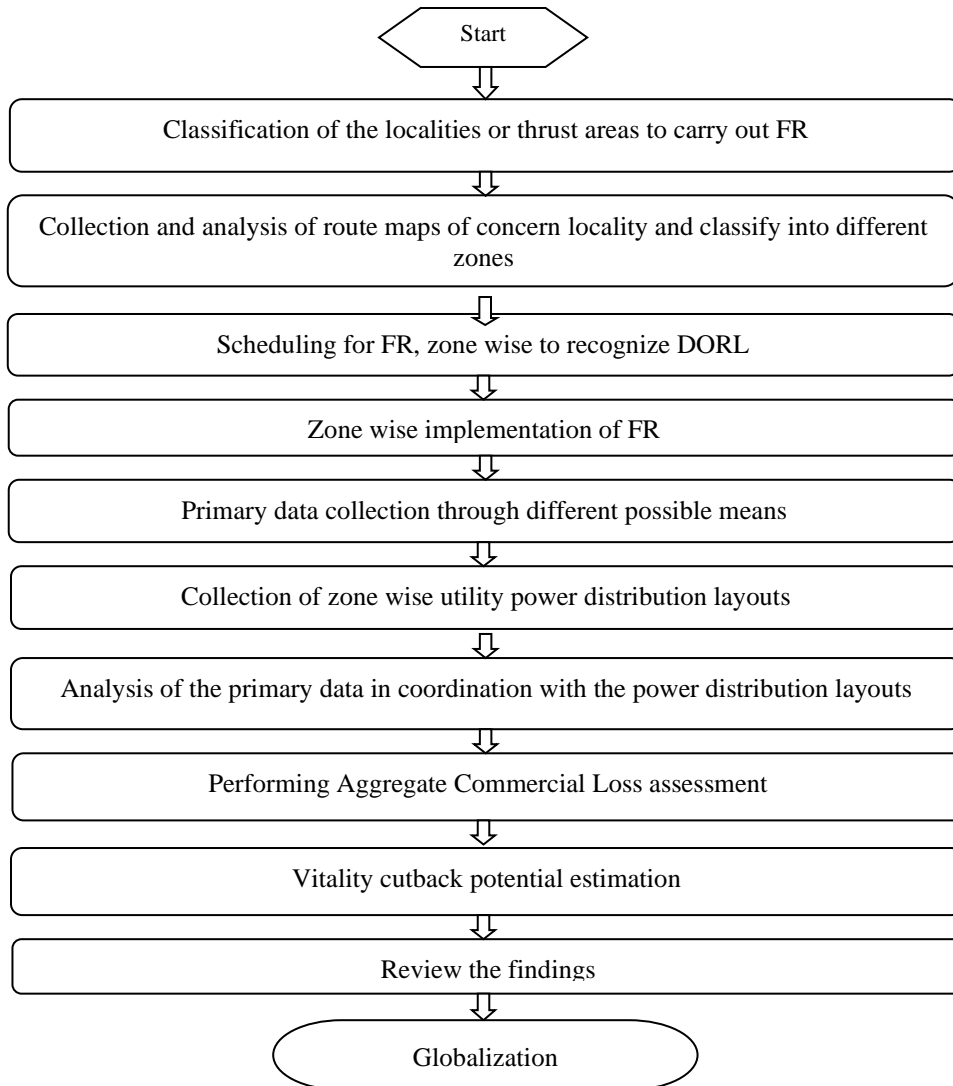 Start
Classification of the localities or thrust areas to carry out FR
Collection and analysis of route maps of concern locality and classify into different
zones
Scheduling for FR, zone wise to recognize DORL
Zone wise implementation of FR
Primary data collection through different possible means
Collection of zone wise utility power distribution layouts
Analysis of the primary data in coordination with the power distribution layouts
Performing Aggregate Commercial Loss assessment
Vitality cutback potential estimation
Review the findings
Globalization